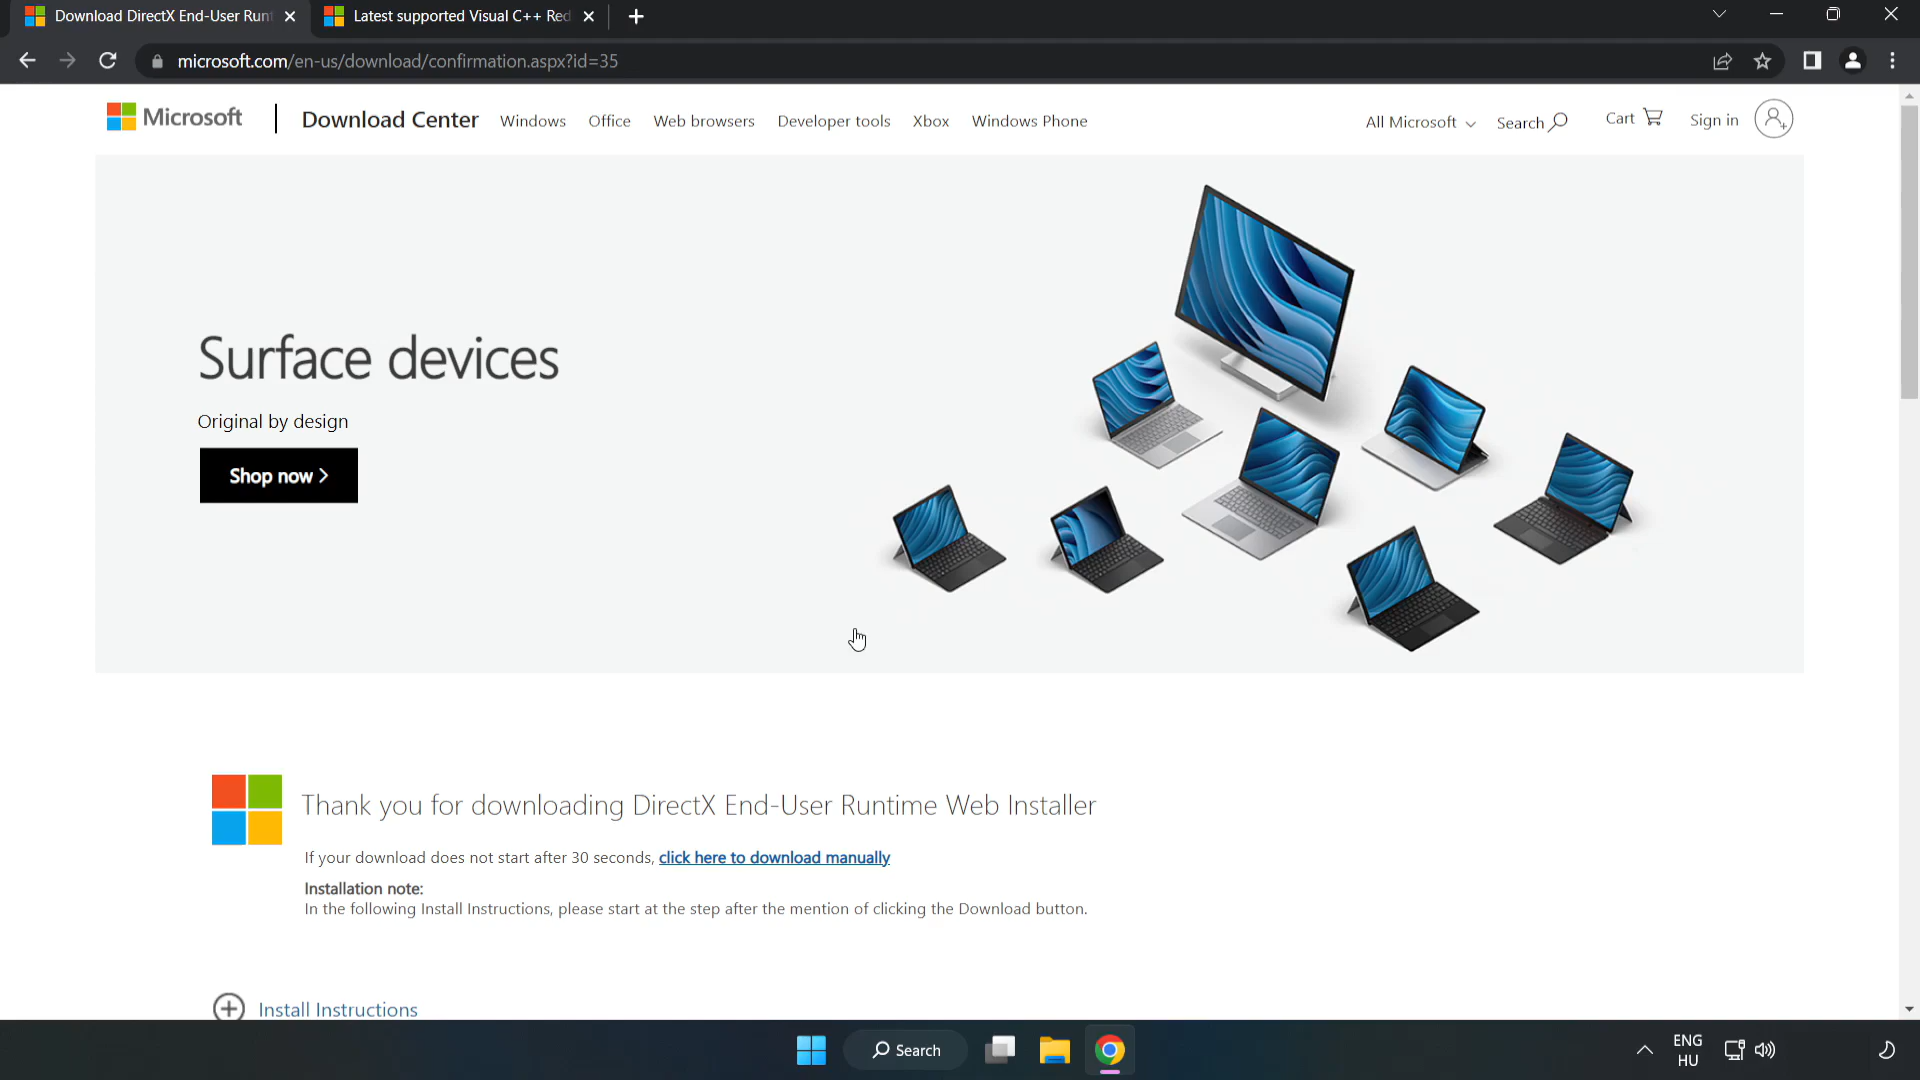 Download DirectX End-User Runt
Latest supported Visual C++ Red
microsoft.com/en-us/download/confirmation.aspx?id=35
Microsoft
Download Center
Windows
Office
Web browsers
Developer tools
Xbox
Windows Phone
All Microsoft
Search
Cart
Sign in
Surface devices
Original by design
Shop now >
Thank you for downloading DirectX End-User Runtime Web Installer
If your download does not start after 30 seconds, click here to download manually
Installation note:
In the following Install Instructions, please start at the step after the mention of clicking the Download button.
Install Instructions
Search
ENG
HU